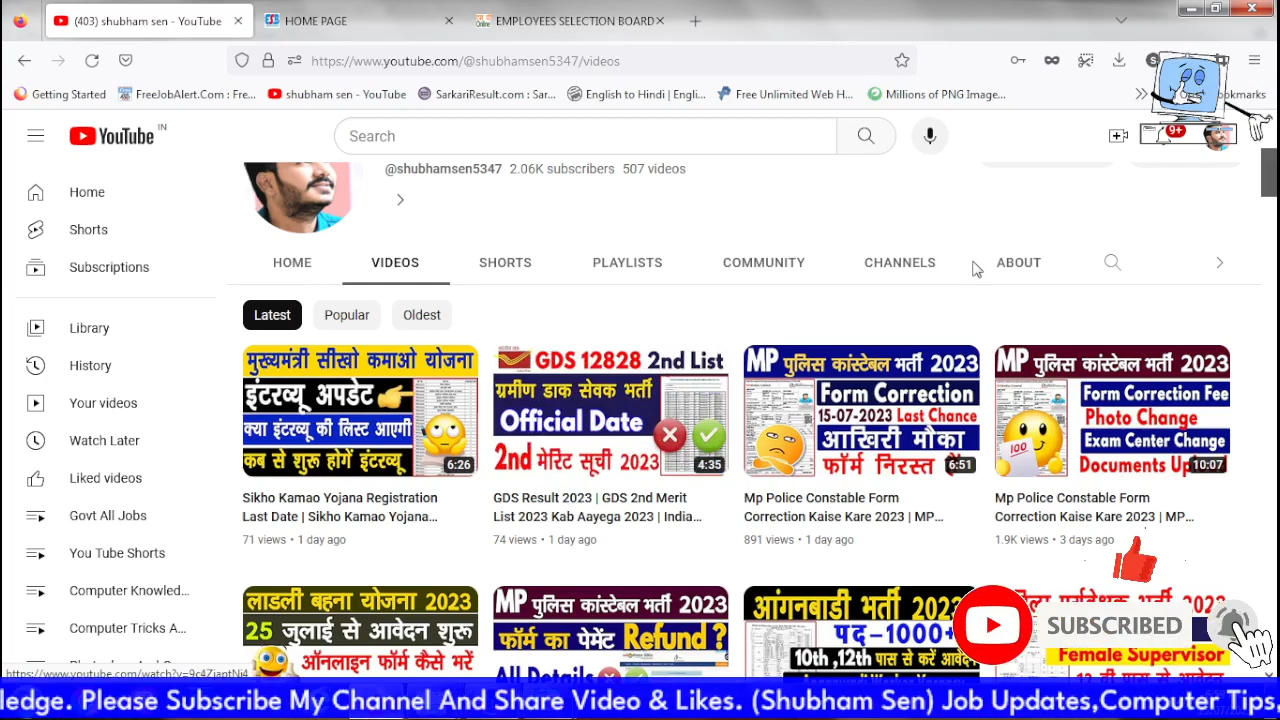 (403) shubham sen - YouTube
HOME PAGE
EMPLOYEES SELECTION BOARD
https://www.youtube.com/@shubhamsen5347/videos
Getting Started
FreeJobAlert.Com : Fre...
shubham sen - YouTube
SarkariResult.com : Sar...
English to Hindi | Engli...
Free Unlimited Web H...
Millions of PNG Image...
YouTube IN
Search
9+
@shubhamsen5347 2.06K subscribers 507 videos
Home
Shorts
Subscriptions
Library
History
Your videos
Watch Later
Liked videos
Govt All Jobs
You Tube Shorts
Computer Knowled...
Computer Tricks A...
HOME VIDEOS SHORTS PLAYLISTS COMMUNITY CHANNELS ABOUT
Latest Popular Oldest
मुख्यमंत्री सीखो कमाओ योजना
इंटरव्यू अपडेट
क्या इंटरव्यू की लिस्ट आएगी
कब से शुरू होगें इंटरव्यू
6:26
Sikho Kamao Yojana Registration
Last Date | Sikho Kamao Yojana...
71 views • 1 day ago
GDS 12828 2nd List
ग्रामीण डाक सेवक भर्ती
Official Date
2nd मेरिट सूची 2023
4:35
GDS Result 2023 | GDS 2nd Merit
List 2023 Kab Aayega 2023 | India...
74 views • 1 day ago
MP पुलिस कांस्टेबल भर्ती 2023
Form Correction
15-07-2023 Last Chance
आखिरी मौका
फॉर्म निरस्त
6:51
Mp Police Constable Form
Correction Kaise Kare 2023 | MP...
891 views • 1 day ago
MP पुलिस कांस्टेबल भर्ती 2023
Form Correction Fee
Photo Change
Exam Center Change
Documents
100
10:07
Mp Police Constable Form
Correction Kaise Kare 2023 | MP...
1.9K views • 3 days ago
लाडली बहना योजना 2023
25 जुलाई से आवेदन शुरू
ऑनलाइन फॉर्म कैसे भरें
MP पुलिस कांस्टेबल भर्ती 2023
फॉर्म का पेमेंट Refund ?
All Details
आंगनबाडी भर्ती 2023
पद-1000+
10th ,12th पास से करें आवेदन
SUBSCRIBED
Female Supervisor
https://www.youtube.com/watch?v=9c4ZjaptNj4
ledge. Please Subscribe My Channel And Share Video & Likes. (Shubham Sen) Job Updates,Computer Tips